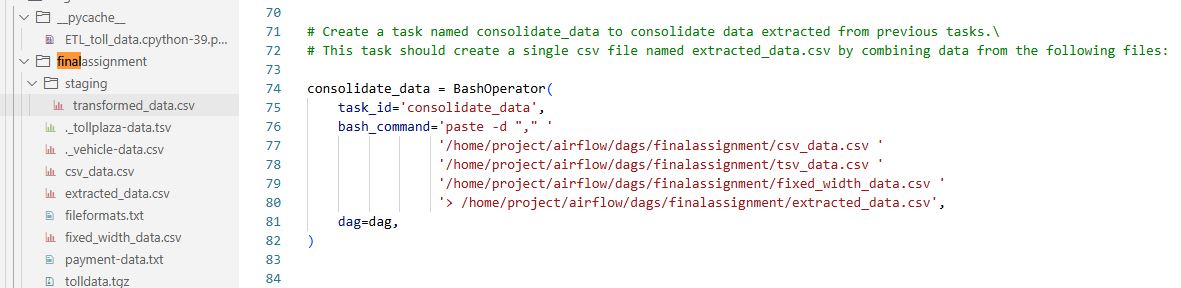 __pycache__
ETL_toll_data.cpython-39.p...
finalassignment
staging
transformed_data.csv
._tollplaza-data.tsv
._vehicle-data.csv
csv_data.csv
extracted_data.csv
fileformats.txt
fixed_width_data.csv
payment-data.txt
tolldata.tgz
70
71 # Create a task named consolidate_data to consolidate data extracted from previous tasks.\
72 # This task should create a single csv file named extracted_data.csv by combining data from the following files:
73
74 consolidate_data = BashOperator(
75     task_id='consolidate_data',
76     bash_command='paste -d "," '
77                  '/home/project/airflow/dags/finalassignment/csv_data.csv '
78                  '/home/project/airflow/dags/finalassignment/tsv_data.csv '
79                  '/home/project/airflow/dags/finalassignment/fixed_width_data.csv '
80                  '> /home/project/airflow/dags/finalassignment/extracted_data.csv',
81     dag=dag,
82 )
83
84